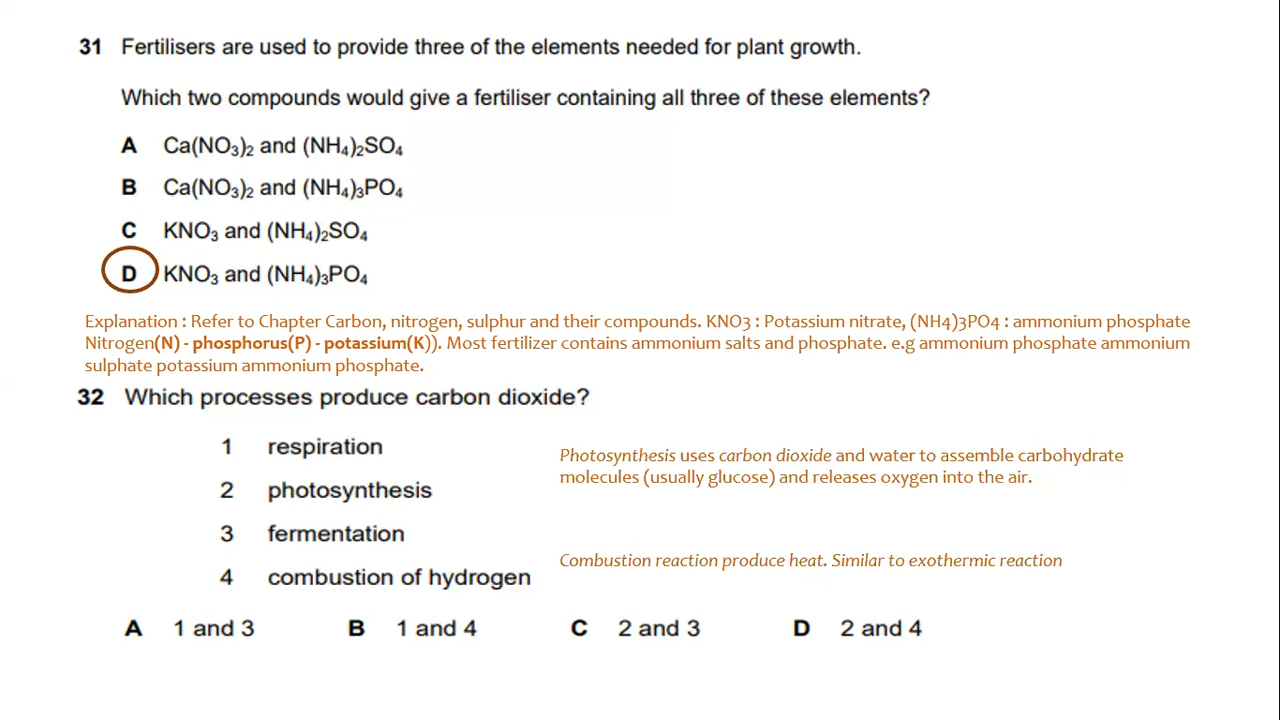 31 Fertilisers are used to provide three of the elements needed for plant growth.
Which two compounds would give a fertiliser containing all three of these elements?
A Ca(NO₃)₂ and (NH₄)₂SO₄
B Ca(NO₃)₂ and (NH₄)₃PO₄
C KNO₃ and (NH₄)₂SO₄
D KNO₃ and (NH₄)₃PO₄
Explanation : Refer to Chapter Carbon, nitrogen, sulphur and their compounds. KNO3 : Potassium nitrate, (NH4)3PO4 : ammonium phosphate
Nitrogen(N) - phosphorus(P) - potassium(K)). Most fertilizer contains ammonium salts and phosphate. e.g ammonium phosphate ammonium
sulphate potassium ammonium phosphate.
32 Which processes produce carbon dioxide?
1 respiration
2 photosynthesis
3 fermentation
4 combustion of hydrogen
Photosynthesis uses carbon dioxide and water to assemble carbohydrate
molecules (usually glucose) and releases oxygen into the air.
Combustion reaction produce heat. Similar to exothermic reaction
A 1 and 3 B 1 and 4 C 2 and 3 D 2 and 4